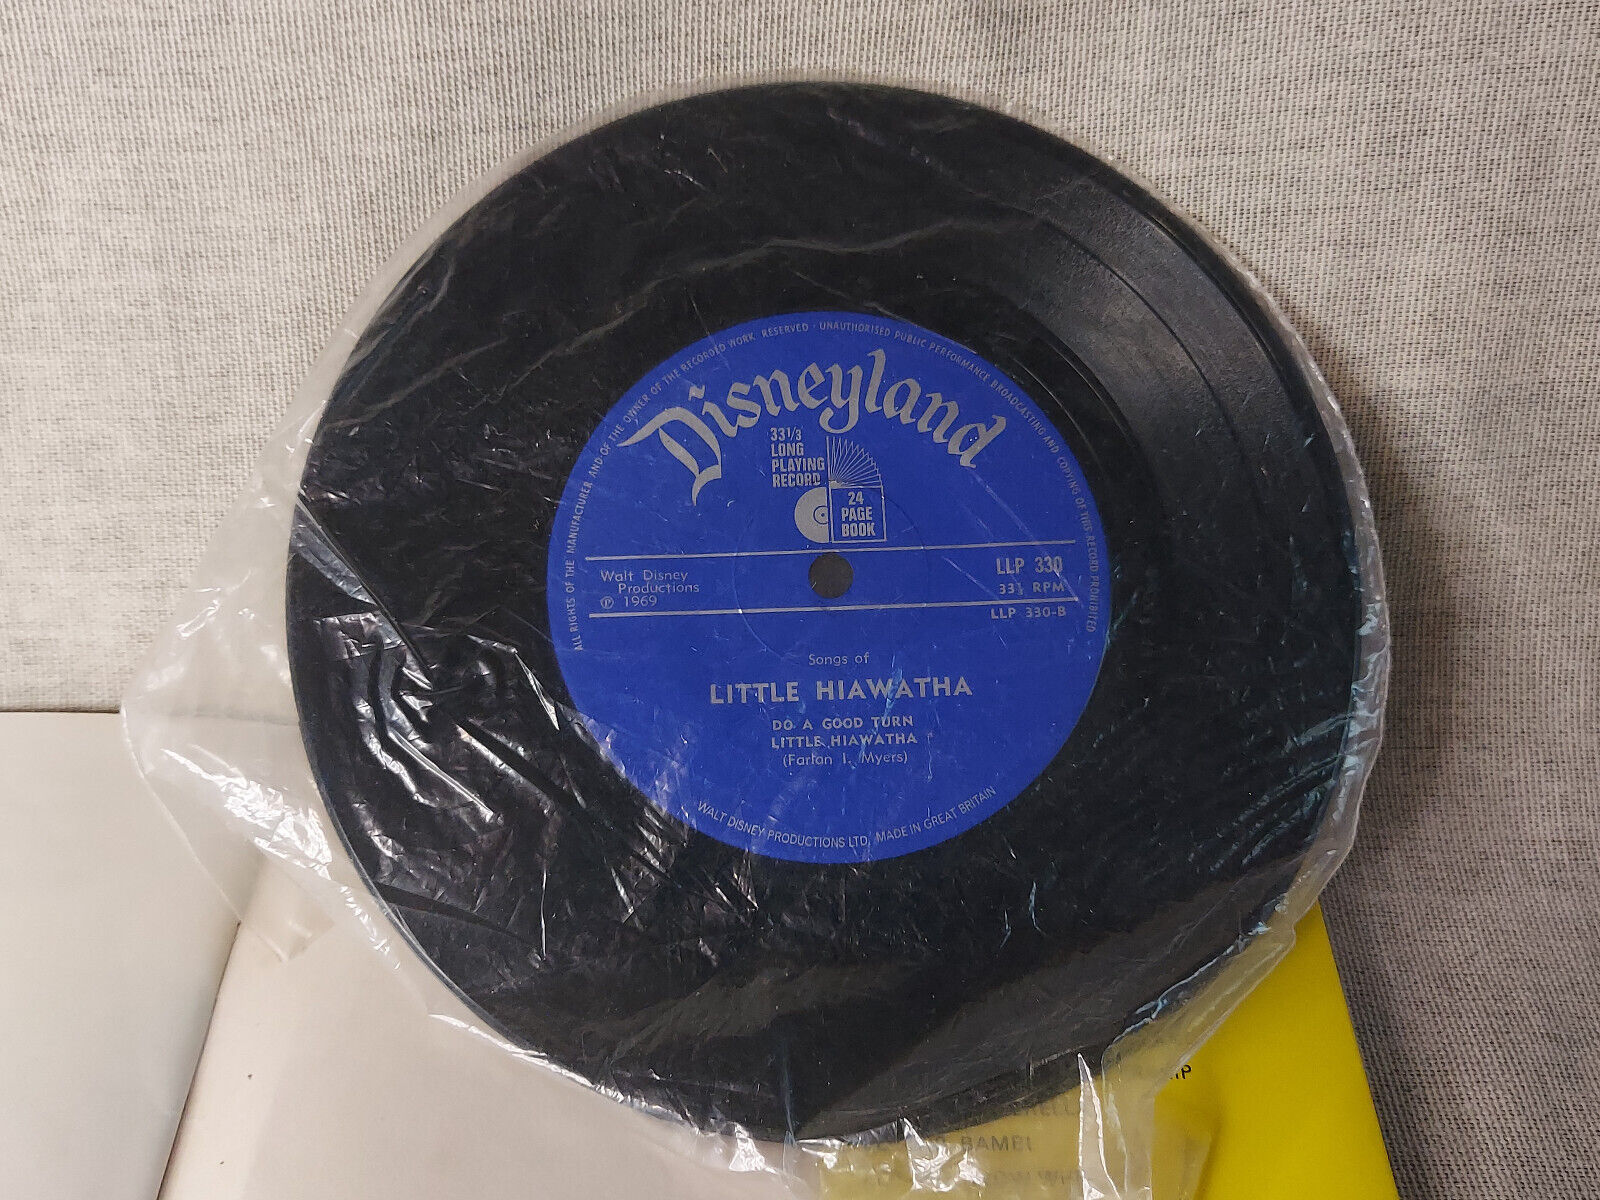 ALL RIGHTS OF THE MANUFACTURER AND OF THE OWNER OF THE RECORDED WORK RESERVED · UNAUTHORISED PUBLIC PERFORMANCE BROADCASTING AND COPYING OF THIS RECORD PROHIBITED
Disneyland
33 1/3
LONG
PLAYING
RECORD
24
PAGE
BOOK
Walt Disney
Productions
℗ 1969
LLP 330
33⅓ RPM
LLP 330-B
Songs of
LITTLE HIAWATHA
DO A GOOD TURN
LITTLE HIAWATHA
(Farlon I. Myers)
WALT DISNEY PRODUCTIONS LTD. MADE IN GREAT BRITAIN
BAMBI